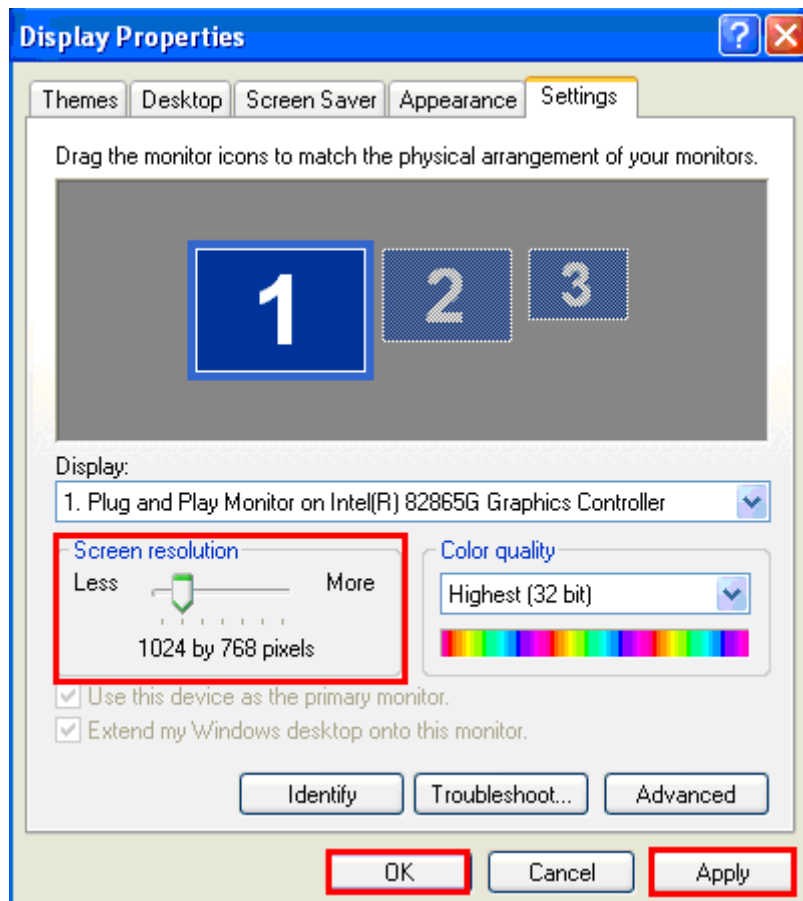 Display Properties
Themes Desktop Screen Saver Appearance Settings
Drag the monitor icons to match the physical arrangement of your monitors.
1 2 3
Display:
1. Plug and Play Monitor on Intel(R) 82865G Graphics Controller
Screen resolution
Less More
1024 by 768 pixels
Color quality
Highest (32 bit)
Use this device as the primary monitor.
Extend my Windows desktop onto this monitor.
Identify Troubleshoot... Advanced
OK Cancel Apply